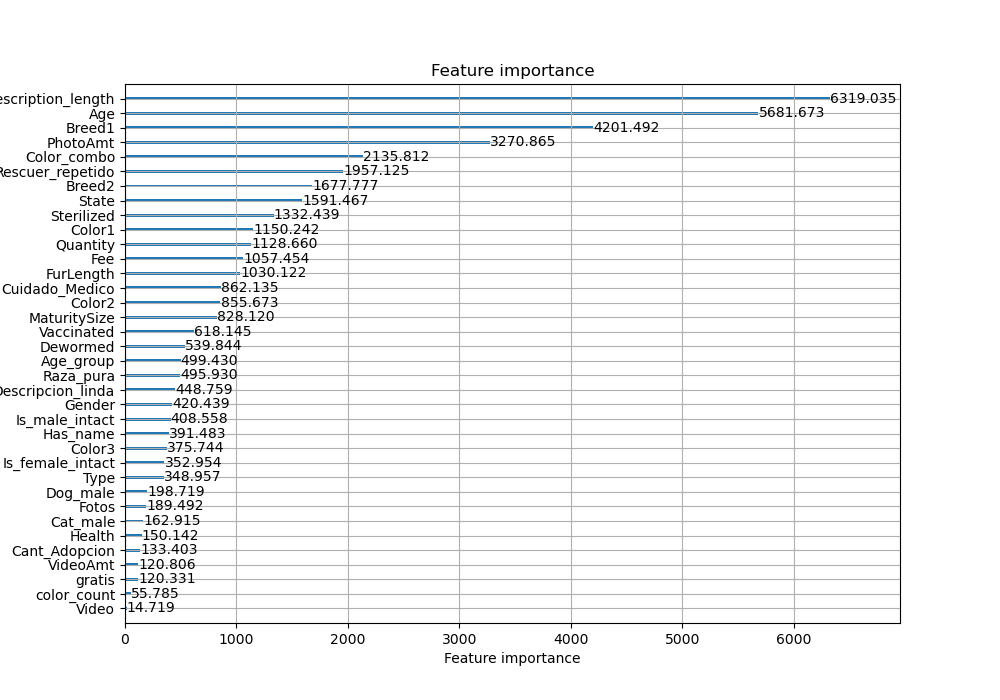 Feature importance
escription_length 6319.035
Age 5681.673
Breed1 4201.492
PhotoAmt 3270.865
Color_combo 2135.812
Rescuer_repetido 1957.125
Breed2 1677.777
State 1591.467
Sterilized 1332.439
Color1 1150.242
Quantity 1128.660
Fee 1057.454
FurLength 1030.122
Cuidado_Medico 862.135
Color2 855.673
MaturitySize 828.120
Vaccinated 618.145
Dewormed 539.844
Age_group 499.430
Raza_pura 495.930
Descripcion_linda 448.759
Gender 420.439
Is_male_intact 408.558
Has_name 391.483
Color3 375.744
Is_female_intact 352.954
Type 348.957
Dog_male 198.719
Fotos 189.492
Cat_male 162.915
Health 150.142
Cant_Adopcion 133.403
VideoAmt 120.806
gratis 120.331
color_count 55.785
Video 14.719
0 1000 2000 3000 4000 5000 6000
Feature importance